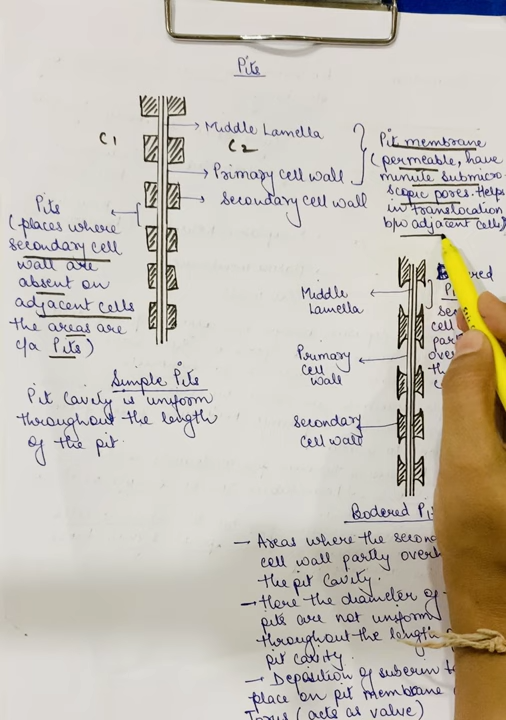 Pits
C1
C2
Middle Lamella
Primary cell wall
Secondary cell wall
Pit membrane
(permeable, have
minute submicro-
scopic pores. Helps
in translocation
b/w adjacent cells)
Pits
(places where
secondary cell
wall are
absent on
adjacent cells
the areas are
c/a Pits)
Simple Pits
Pit cavity is uniform
throughout the length
of the pit
Middle
Lamella
Primary
cell
wall
Secondary
cell wall
Bodered
→ Areas where the
cell wall partly
the pit cavity.
→ Here the diameter of
pits are not uniform
throughout the length
pit cavity.
→ Deposition of suberin
place on pit membrane
Torus (acts as valve)